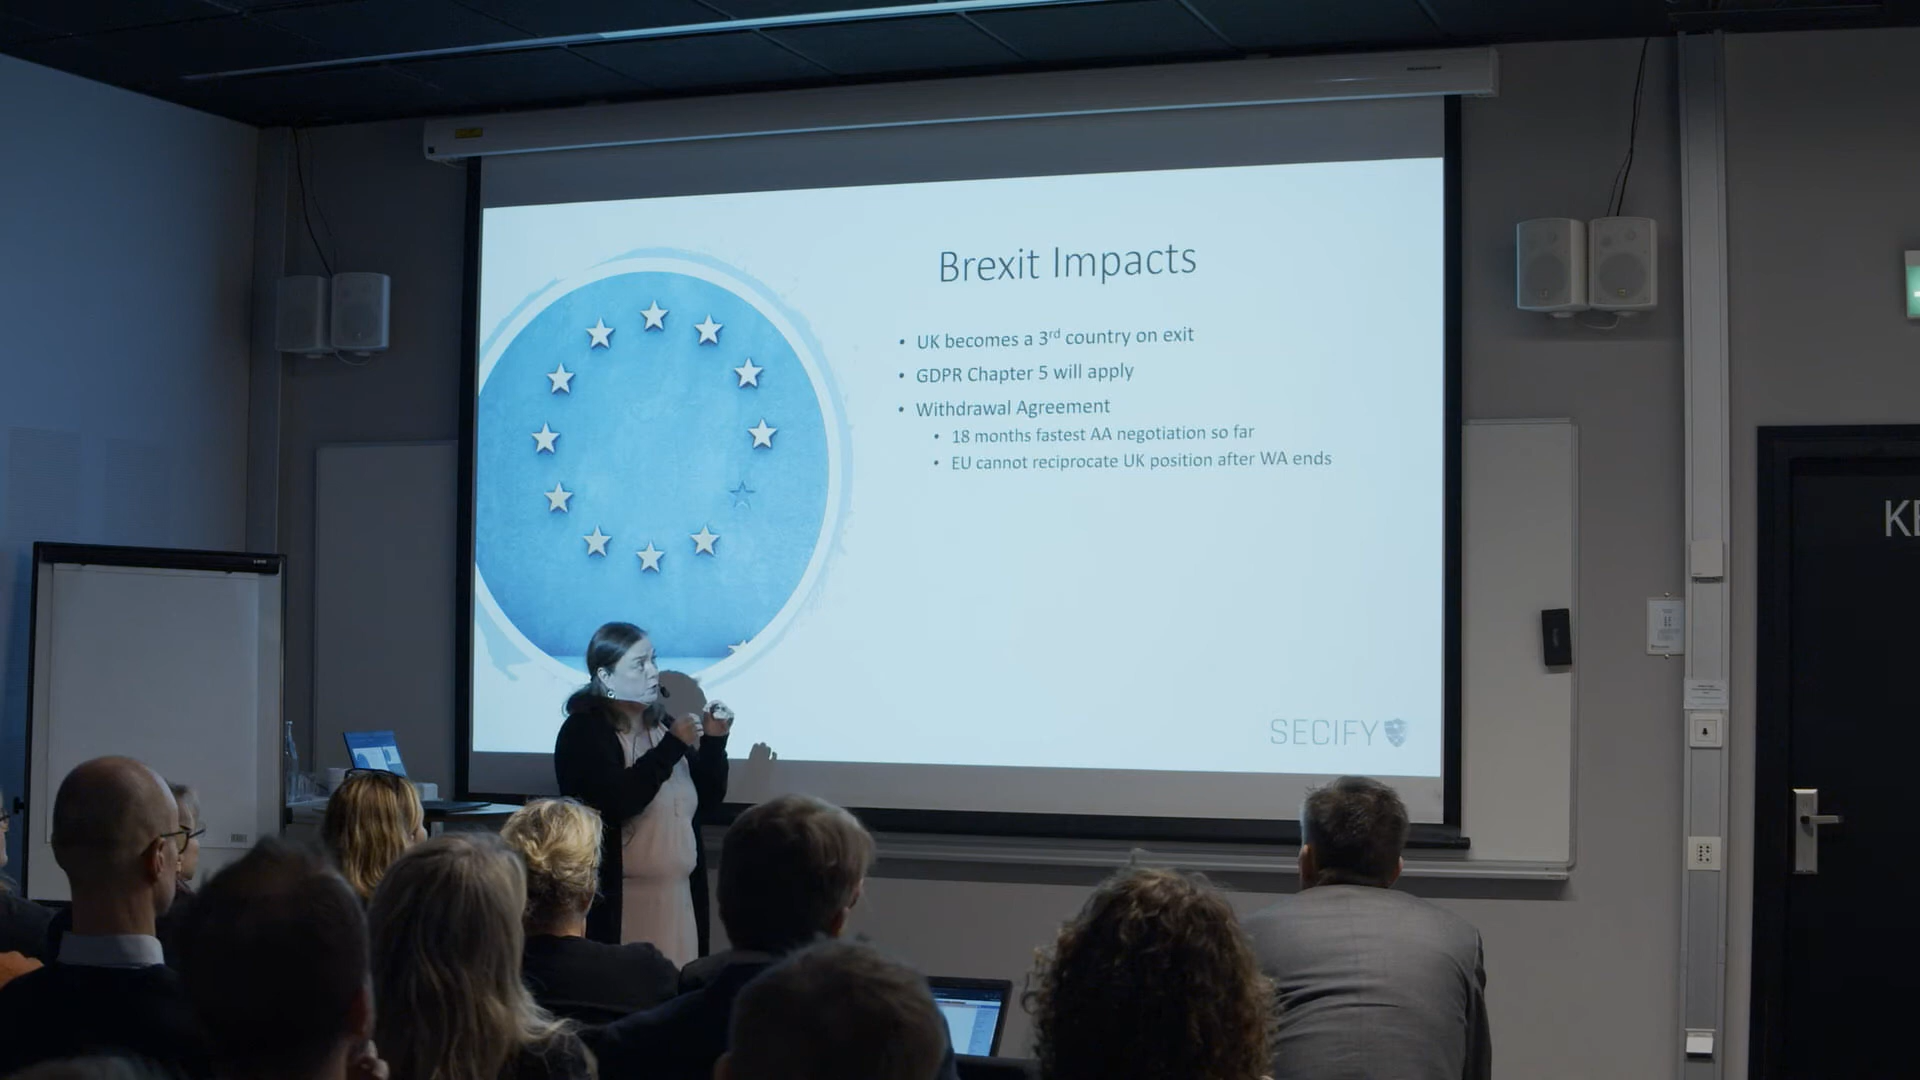 Brexit Impacts
• UK becomes a 3rd country on exit
• GDPR Chapter 5 will apply
• Withdrawal Agreement
• 18 months fastest AA negotiation so far
• EU cannot reciprocate UK position after WA ends
SECIFY